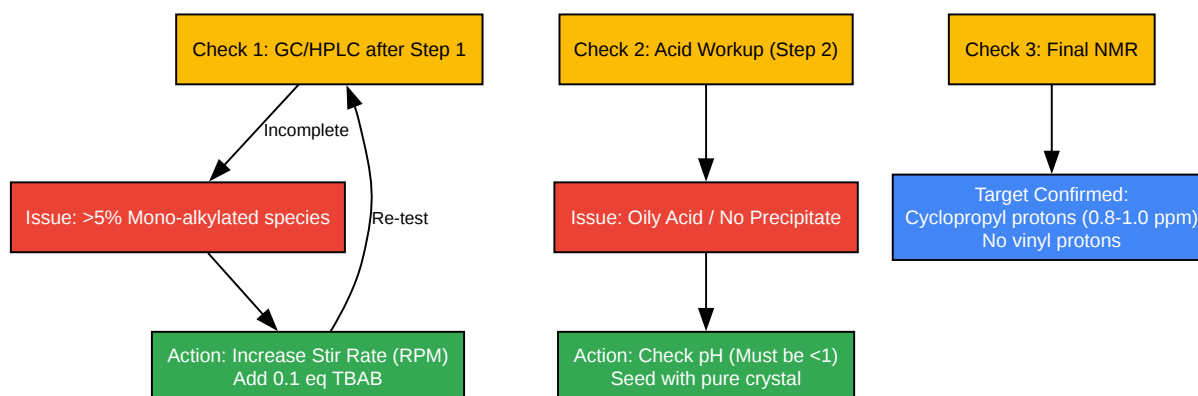 Check 1: GC/HPLC after Step 1
Check 2: Acid Workup (Step 2)
Check 3: Final NMR
Incomplete
Issue: >5% Mono-alkylated species
Re-test
Issue: Oily Acid / No Precipitate
Target Confirmed:
Cyclopropyl protons (0.8-1.0 ppm)
No vinyl protons
Action: Increase Stir Rate (RPM)
Add 0.1 eq TBAB
Action: Check pH (Must be <1)
Seed with pure crystal